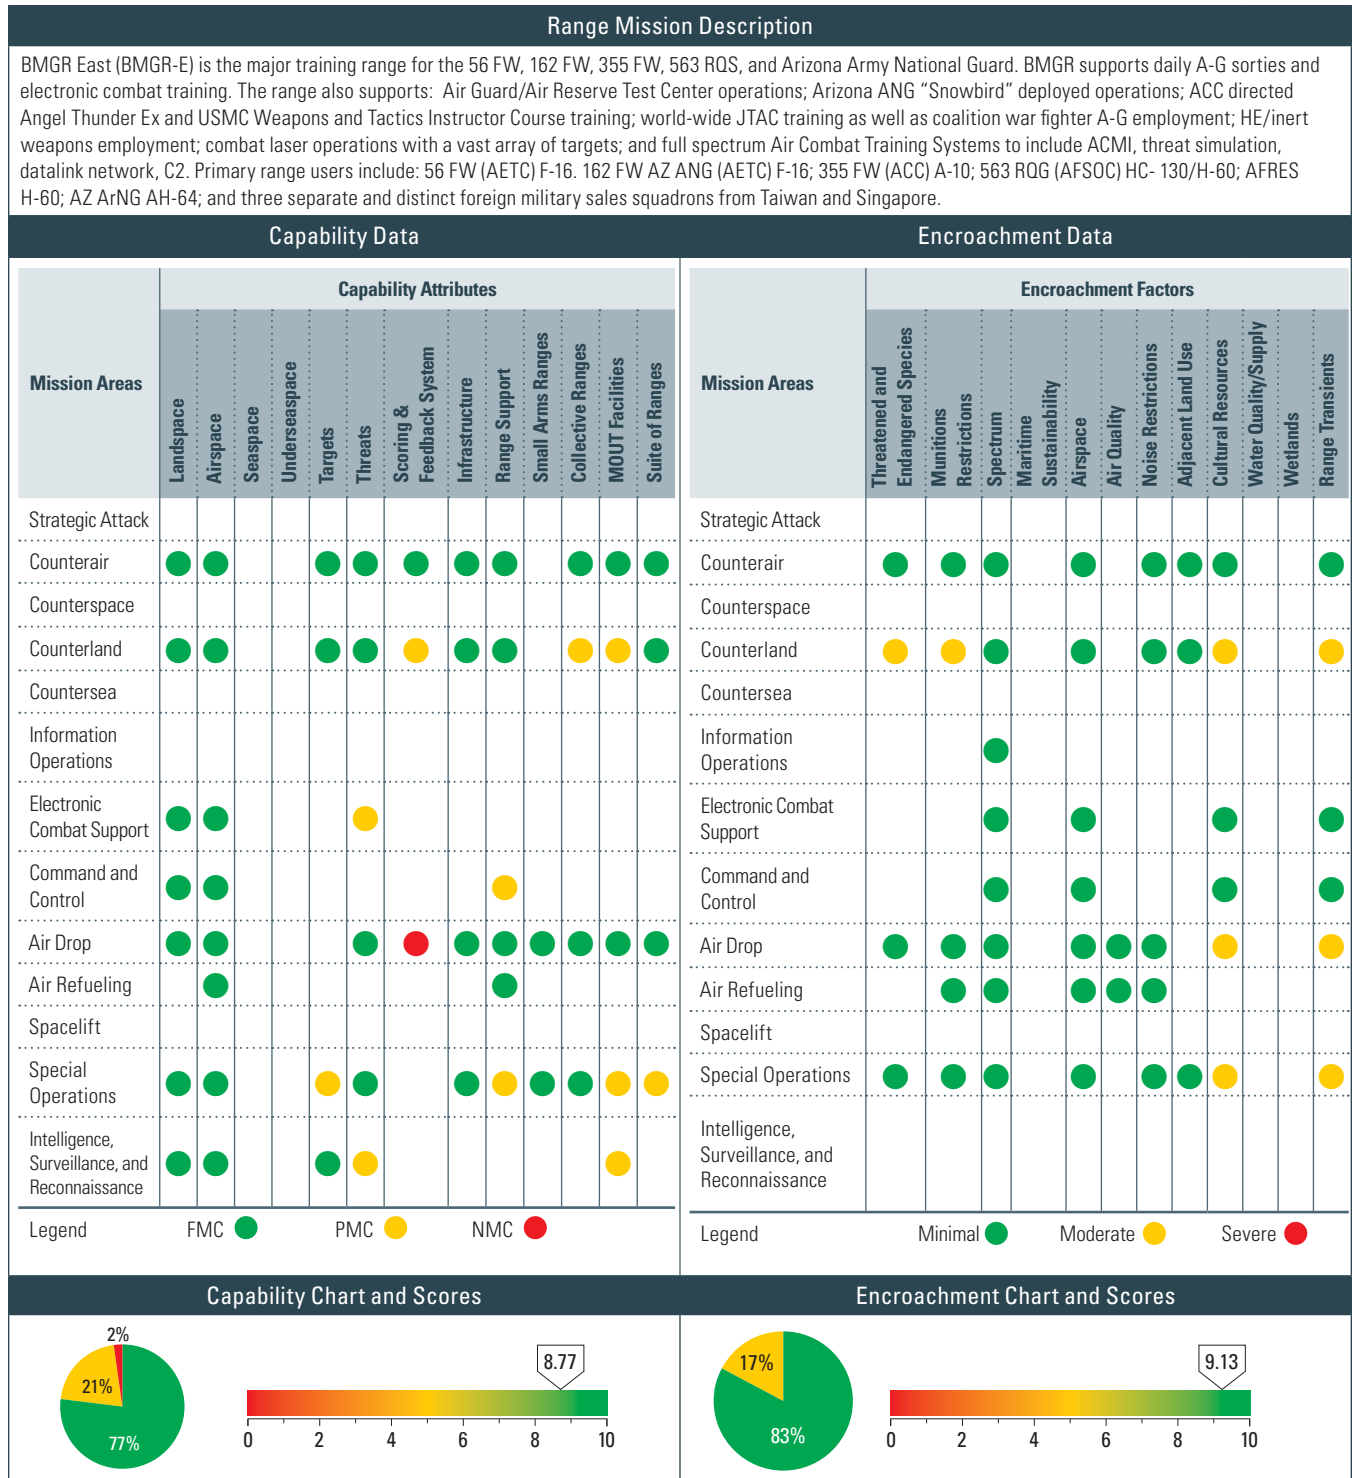 Range Mission Description
BMGR East (BMGR-E) is the major training range for the 56 FW, 162 FW, 355 FW, 563 RQS, and Arizona Army National Guard. BMGR supports daily A-G sorties and
electronic combat training. The range also supports: Air Guard/Air Reserve Test Center operations; Arizona ANG “Snowbird” deployed operations; ACC directed
Angel Thunder Ex and USMC Weapons and Tactics Instructor Course training; world-wide JTAC training as well as coalition war fighter A-G employment; HE/inert
weapons employment; combat laser operations with a vast array of targets; and full spectrum Air Combat Training Systems to include ACMI, threat simulation,
datalink network, C2. Primary range users include: 56 FW (AETC) F-16. 162 FW AZ ANG (AETC) F-16; 355 FW (ACC) A-10; 563 RQG (AFSOC) HC- 130/H-60; AFRES
H-60; AZ ArNG AH-64; and three separate and distinct foreign military sales squadrons from Taiwan and Singapore.
Capability Data
Capability Attributes
Mission Areas
Landspace
Airspace
Seaspace
Underseaspace
Targets
Threats
Scoring &
Feedback System
Infrastructure
Range Support
Small Arms Ranges
Collective Ranges
MOUT Facilities
Suite of Ranges
Strategic Attack
Counterair
Counterspace
Counterland
Countersea
Information
Operations
Electronic
Combat Support
Command and
Control
Air Drop
Air Refueling
Spacelift
Special
Operations
Intelligence,
Surveillance, and
Reconnaissance
Legend FMC PMC NMC
Encroachment Data
Encroachment Factors
Mission Areas
Threatened and
Endangered Species
Munitions
Restrictions
Spectrum
Maritime
Sustainability
Airspace
Air Quality
Noise Restrictions
Adjacent Land Use
Cultural Resources
Water Quality/Supply
Wetlands
Range Transients
Strategic Attack
Counterair
Counterspace
Counterland
Countersea
Information
Operations
Electronic Combat
Support
Command and
Control
Air Drop
Air Refueling
Spacelift
Special Operations
Intelligence,
Surveillance, and
Reconnaissance
Legend Minimal Moderate Severe
Capability Chart and Scores
2%
21%
77%
8.77
0 2 4 6 8 10
Encroachment Chart and Scores
17%
83%
9.13
0 2 4 6 8 10